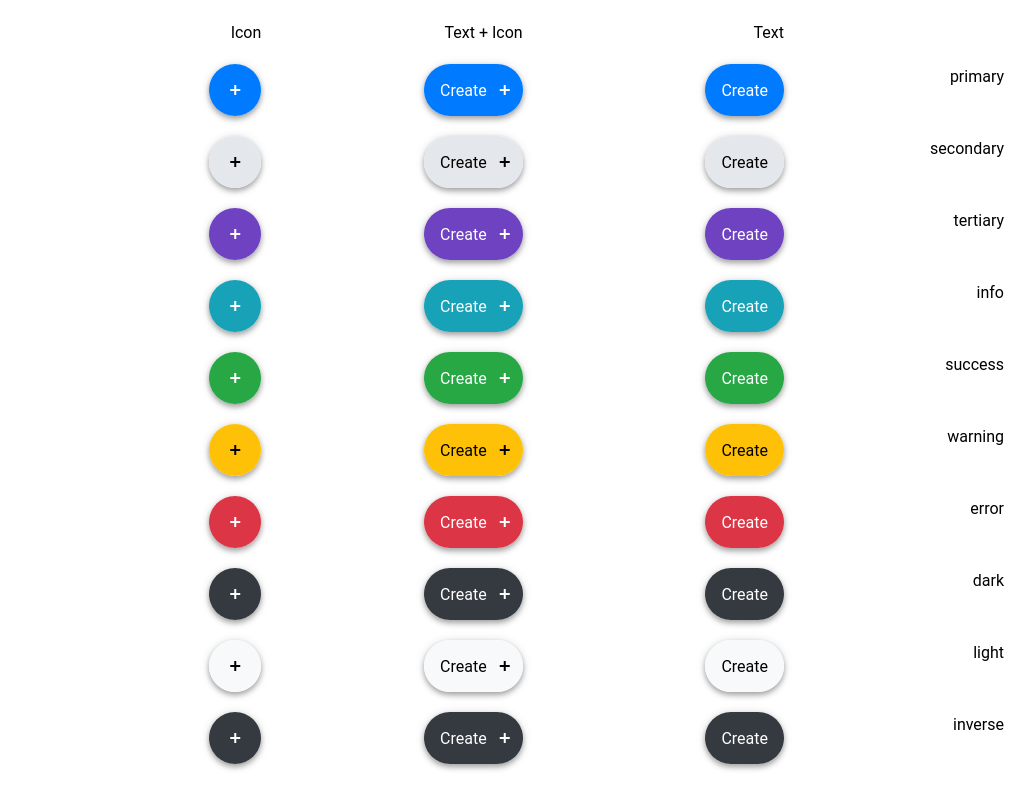 Icon Text + Icon Text
+ Create + Create primary
+ Create + Create secondary
+ Create + Create tertiary
+ Create + Create info
+ Create + Create success
+ Create + Create warning
+ Create + Create error
+ Create + Create dark
+ Create + Create light
+ Create + Create inverse